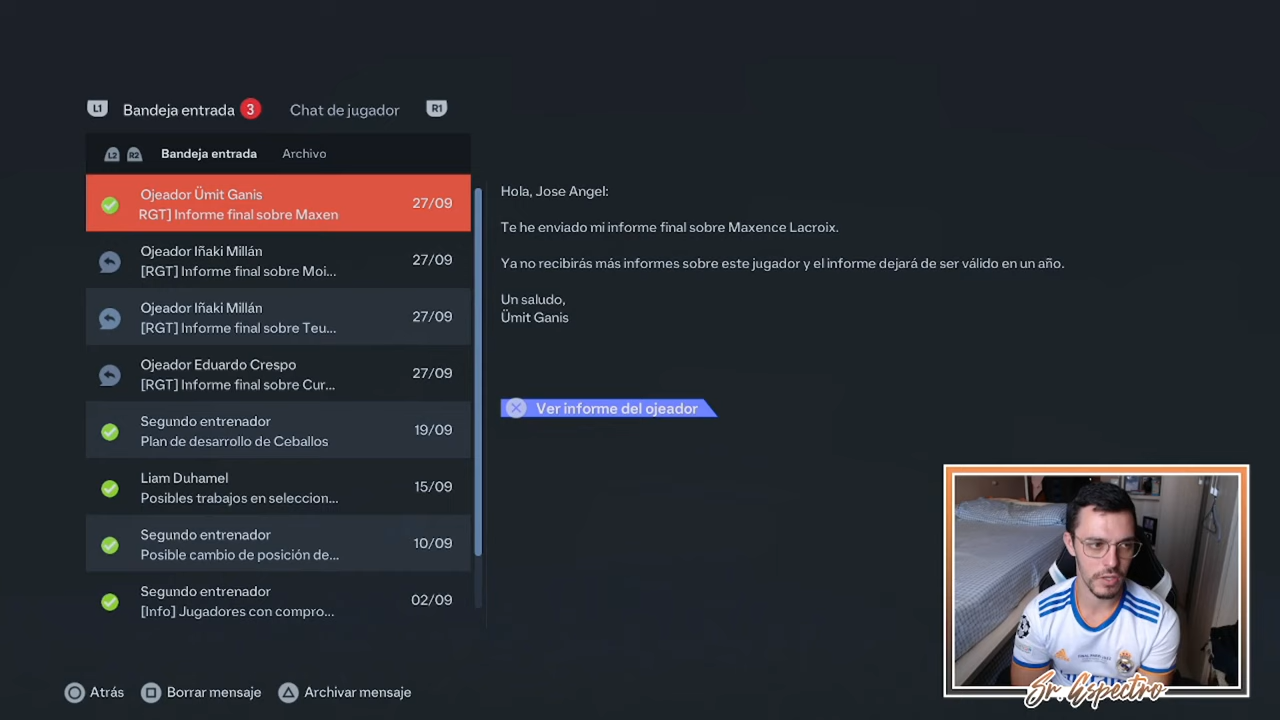 L1
Bandeja entrada 3
Chat de jugador
R1
L2 R2
Bandeja entrada
Archivo
Ojeador Ümit Ganis
RGT] Informe final sobre Maxen
27/09
Ojeador Iñaki Millán
[RGT] Informe final sobre Moi...
27/09
Ojeador Iñaki Millán
[RGT] Informe final sobre Teu...
27/09
Ojeador Eduardo Crespo
[RGT] Informe final sobre Cur...
27/09
Segundo entrenador
Plan de desarrollo de Ceballos
19/09
Liam Duhamel
Posibles trabajos en seleccion...
15/09
Segundo entrenador
Posible cambio de posición de...
10/09
Segundo entrenador
[Info] Jugadores con compro...
02/09
Hola, Jose Angel:
Te he enviado mi informe final sobre Maxence Lacroix.
Ya no recibirás más informes sobre este jugador y el informe dejará de ser válido en un año.
Un saludo,
Ümit Ganis
Ver informe del ojeador
Atrás
Borrar mensaje
Archivar mensaje
Sr. Aspectro